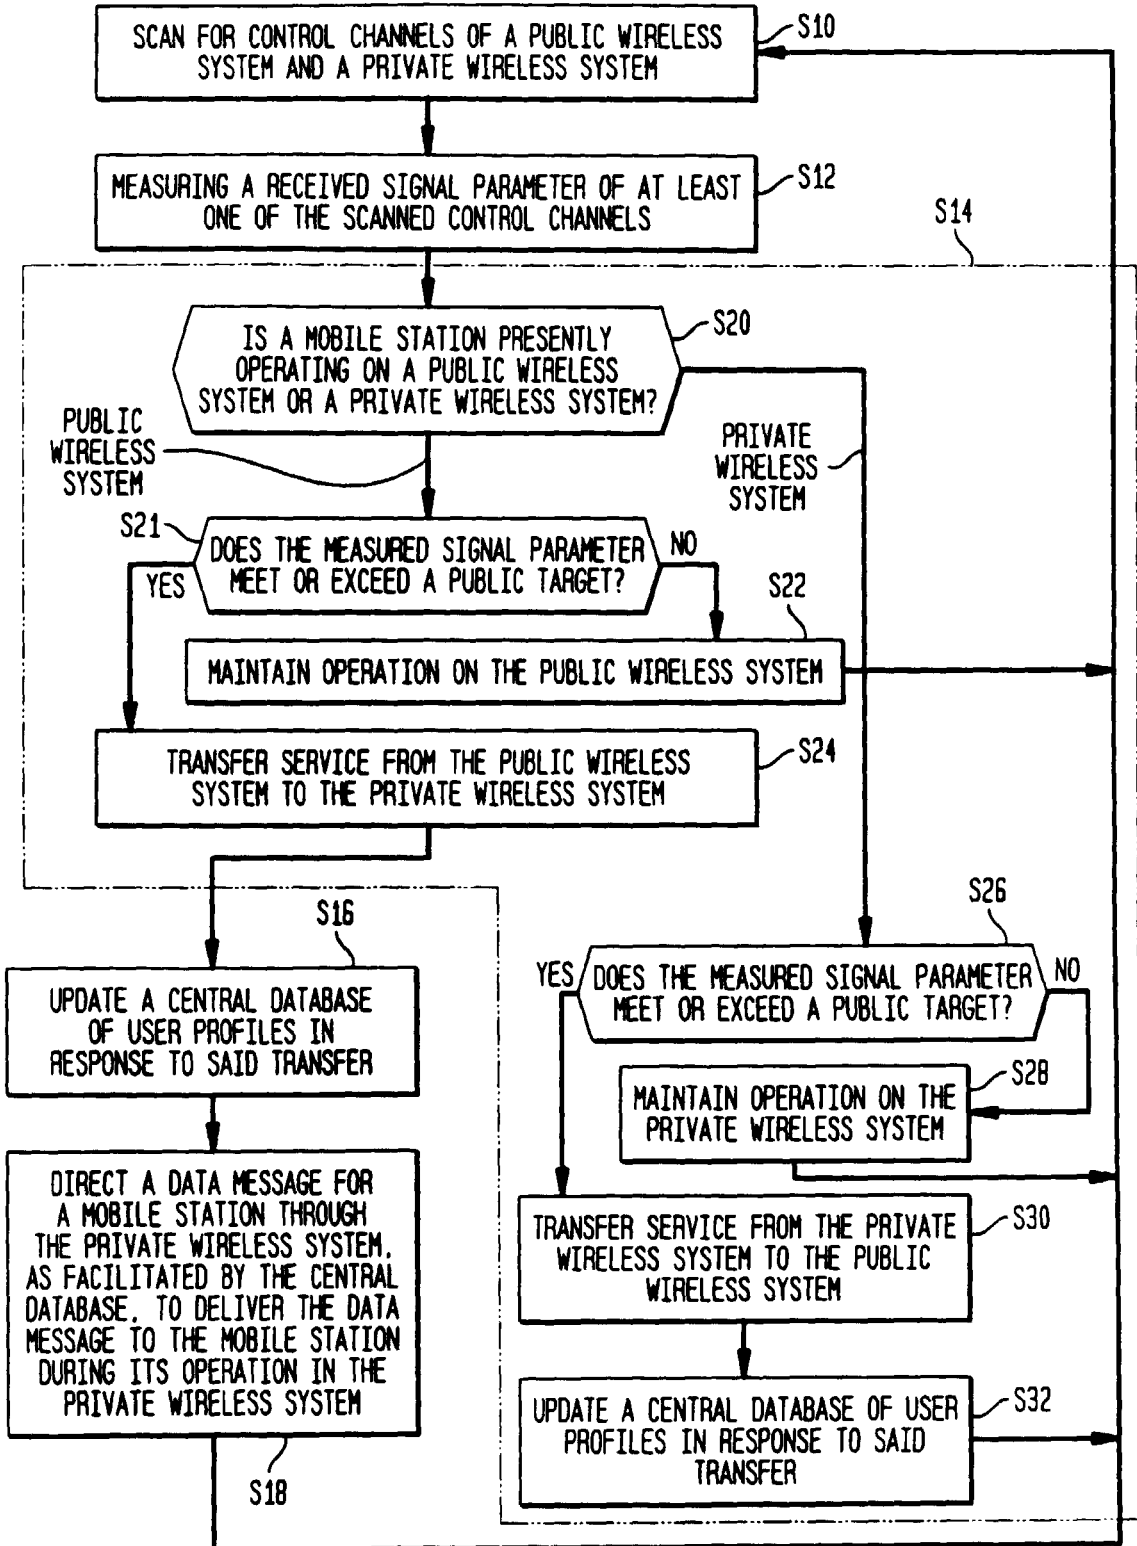 SCAN FOR CONTROL CHANNELS OF A PUBLIC WIRELESS
SYSTEM AND A PRIVATE WIRELESS SYSTEM
S10
MEASURING A RECEIVED SIGNAL PARAMETER OF AT LEAST
ONE OF THE SCANNED CONTROL CHANNELS
S12
S14
IS A MOBILE STATION PRESENTLY
OPERATING ON A PUBLIC WIRELESS
SYSTEM OR A PRIVATE WIRELESS SYSTEM?
S20
PUBLIC
WIRELESS
SYSTEM
PRIVATE
WIRELESS
SYSTEM
S21
DOES THE MEASURED SIGNAL PARAMETER
MEET OR EXCEED A PUBLIC TARGET?
YES
NO
S22
MAINTAIN OPERATION ON THE PUBLIC WIRELESS SYSTEM
TRANSFER SERVICE FROM THE PUBLIC WIRELESS
SYSTEM TO THE PRIVATE WIRELESS SYSTEM
S24
S16
UPDATE A CENTRAL DATABASE
OF USER PROFILES IN
RESPONSE TO SAID TRANSFER
DIRECT A DATA MESSAGE FOR
A MOBILE STATION THROUGH
THE PRIVATE WIRELESS SYSTEM,
AS FACILITATED BY THE CENTRAL
DATABASE, TO DELIVER THE DATA
MESSAGE TO THE MOBILE STATION
DURING ITS OPERATION IN THE
PRIVATE WIRELESS SYSTEM
S18
S26
YES
DOES THE MEASURED SIGNAL PARAMETER
MEET OR EXCEED A PUBLIC TARGET?
NO
MAINTAIN OPERATION ON THE
PRIVATE WIRELESS SYSTEM
S28
TRANSFER SERVICE FROM THE PRIVATE
WIRELESS SYSTEM TO THE PUBLIC
WIRELESS SYSTEM
S30
UPDATE A CENTRAL DATABASE OF USER
PROFILES IN RESPONSE TO SAID
TRANSFER
S32